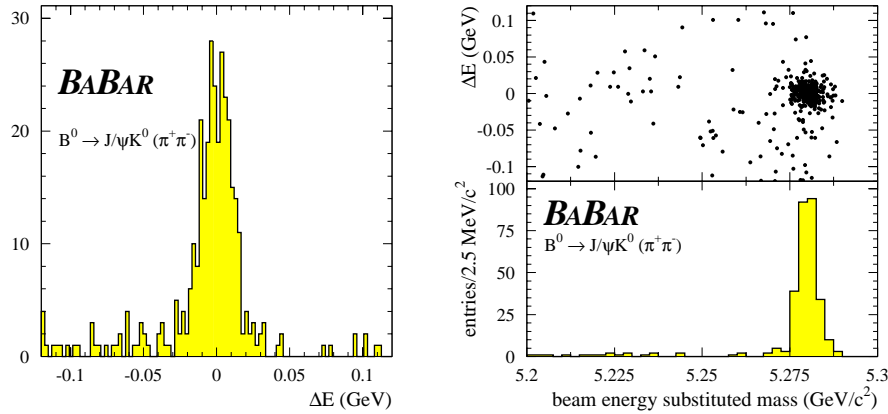 30
20
10
0
BABAR
B⁰ → J/ψK⁰ (π⁺π⁻)
-0.1 -0.05 0 0.05 0.1
ΔE (GeV)
ΔE (GeV)
0.1
0.05
0
-0.05
-0.1
entries/2.5 MeV/c²
100
75
50
25
0
BABAR
B⁰ → J/ψK⁰ (π⁺π⁻)
5.2 5.225 5.25 5.275 5.3
beam energy substituted mass (GeV/c²)